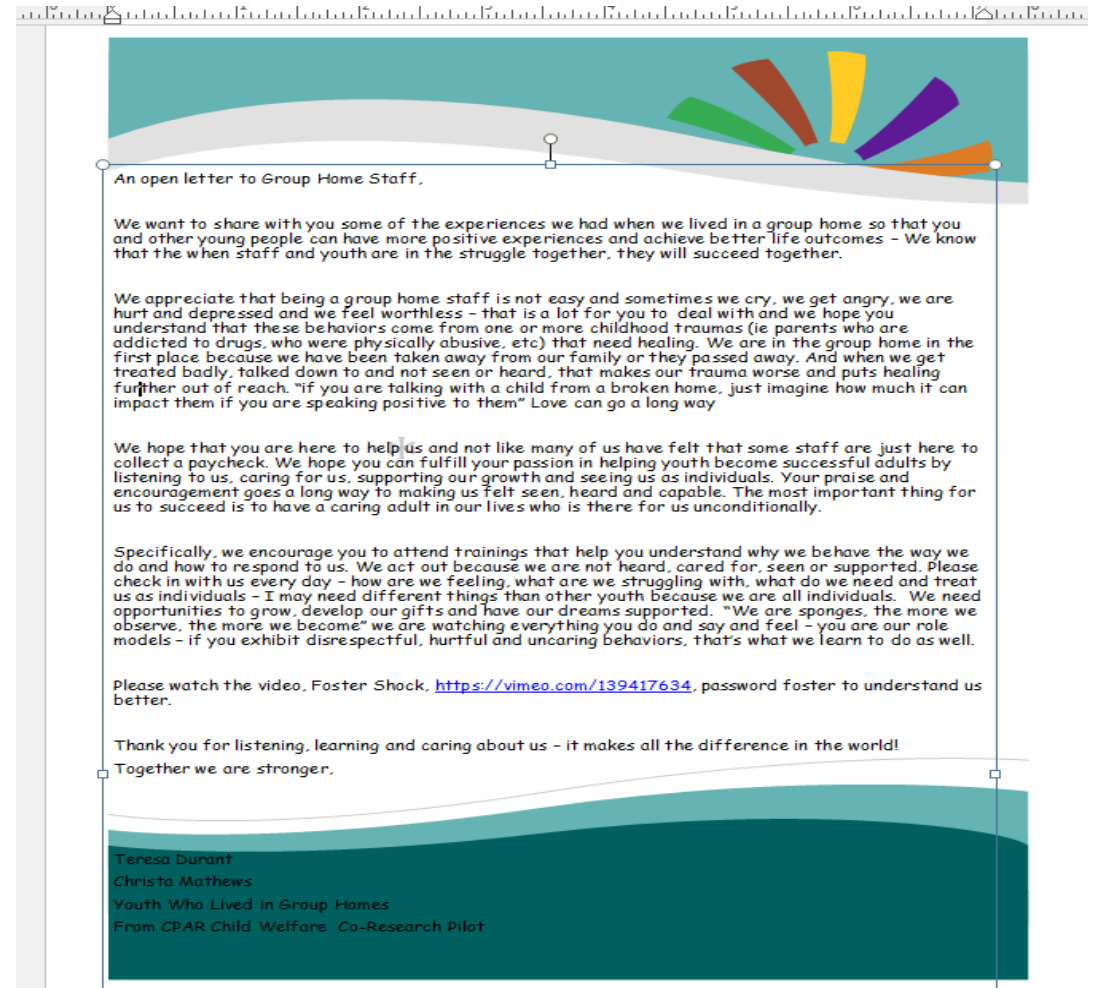 An open letter to Group Home Staff,
We want to share with you some of the experiences we had when we lived in a group home so that you
and other young people can have more positive experiences and achieve better life outcomes – We know
that the when staff and youth are in the struggle together, they will succeed together.
We appreciate that being a group home staff is not easy and sometimes we cry, we get angry, we are
hurt and depressed and we feel worthless – that is a lot for you to deal with and we hope you
understand that these behaviors come from one or more childhood traumas (ie parents who are
addicted to drugs, who were physically abusive, etc) that need healing. We are in the group home in the
first place because we have been taken away from our family or they passed away. And when we get
treated badly, talked down to and not seen or heard, that makes our trauma worse and puts healing
further out of reach. "if you are talking with a child from a broken home, just imagine how much it can
impact them if you are speaking positive to them" Love can go a long way
We hope that you are here to help us and not like many of us have felt that some staff are just here to
collect a paycheck. We hope you can fulfill your passion in helping youth become successful adults by
listening to us, caring for us, supporting our growth and seeing us as individuals. Your praise and
encouragement goes a long way to making us felt seen, heard and capable. The most important thing for
us to succeed is to have a caring adult in our lives who is there for us unconditionally.
Specifically, we encourage you to attend trainings that help you understand why we behave the way we
do and how to respond to us. We act out because we are not heard, cared for, seen or supported. Please
check in with us every day – how are we feeling, what are we struggling with, what do we need and treat
us as individuals – I may need different things than other youth because we are all individuals. We need
opportunities to grow, develop our gifts and have our dreams supported. "We are sponges, the more we
observe, the more we become" we are watching everything you do and say and feel – you are our role
models – if you exhibit disrespectful, hurtful and uncaring behaviors, that's what we learn to do as well.
Please watch the video, Foster Shock, https://vimeo.com/139417634, password foster to understand us
better.
Thank you for listening, learning and caring about us – it makes all the difference in the world!
Together we are stronger,
Teresa Durant
Christa Mathews
Youth Who Lived in Group Homes
From CPAR Child Welfare Co-Research Pilot